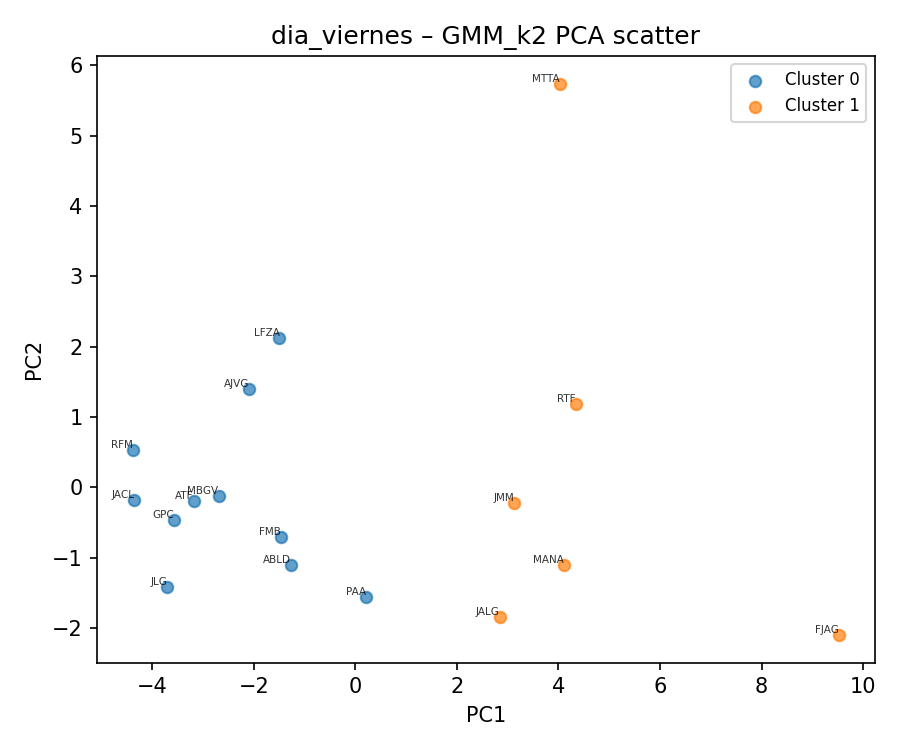 dia_viernes – GMM_k2 PCA scatter
Cluster 0
Cluster 1
PC2
6
5
4
3
2
1
0
−1
−2
MTTA
LFZA
AJVG
RTF
RFM
JACL
ATF
MBGV
JMM
GPC
FMB
ABLD
MANA
JLG
PAA
JALG
FJAG
−4
−2
0
2
4
6
8
10
PC1